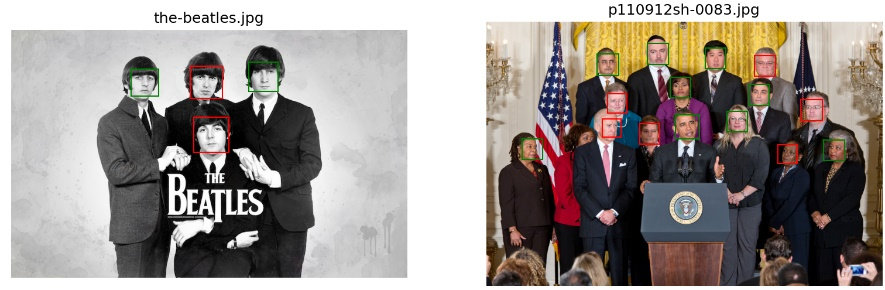 the-beatles.jpg
p110912sh-0083.jpg
THE
BEATLES